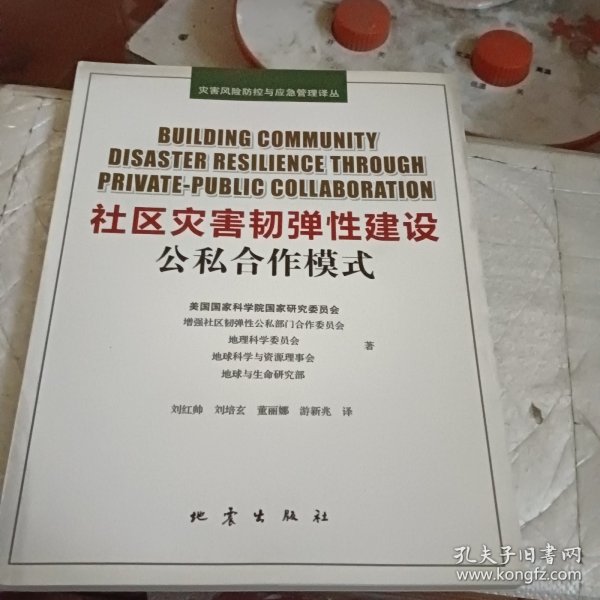 灾害风险防控与应急管理译丛
BUILDING COMMUNITY
DISASTER RESILIENCE THROUGH
PRIVATE-PUBLIC COLLABORATION
社区灾害韧弹性建设
公私合作模式
美国国家科学院国家研究委员会
增强社区韧弹性公私部门合作委员会
地理科学委员会
地球科学与资源理事会
地球与生命研究部
著
刘红帅 刘培玄 董丽娜 游新兆 译
地震出版社
孔夫子旧书网
www.kongfz.com